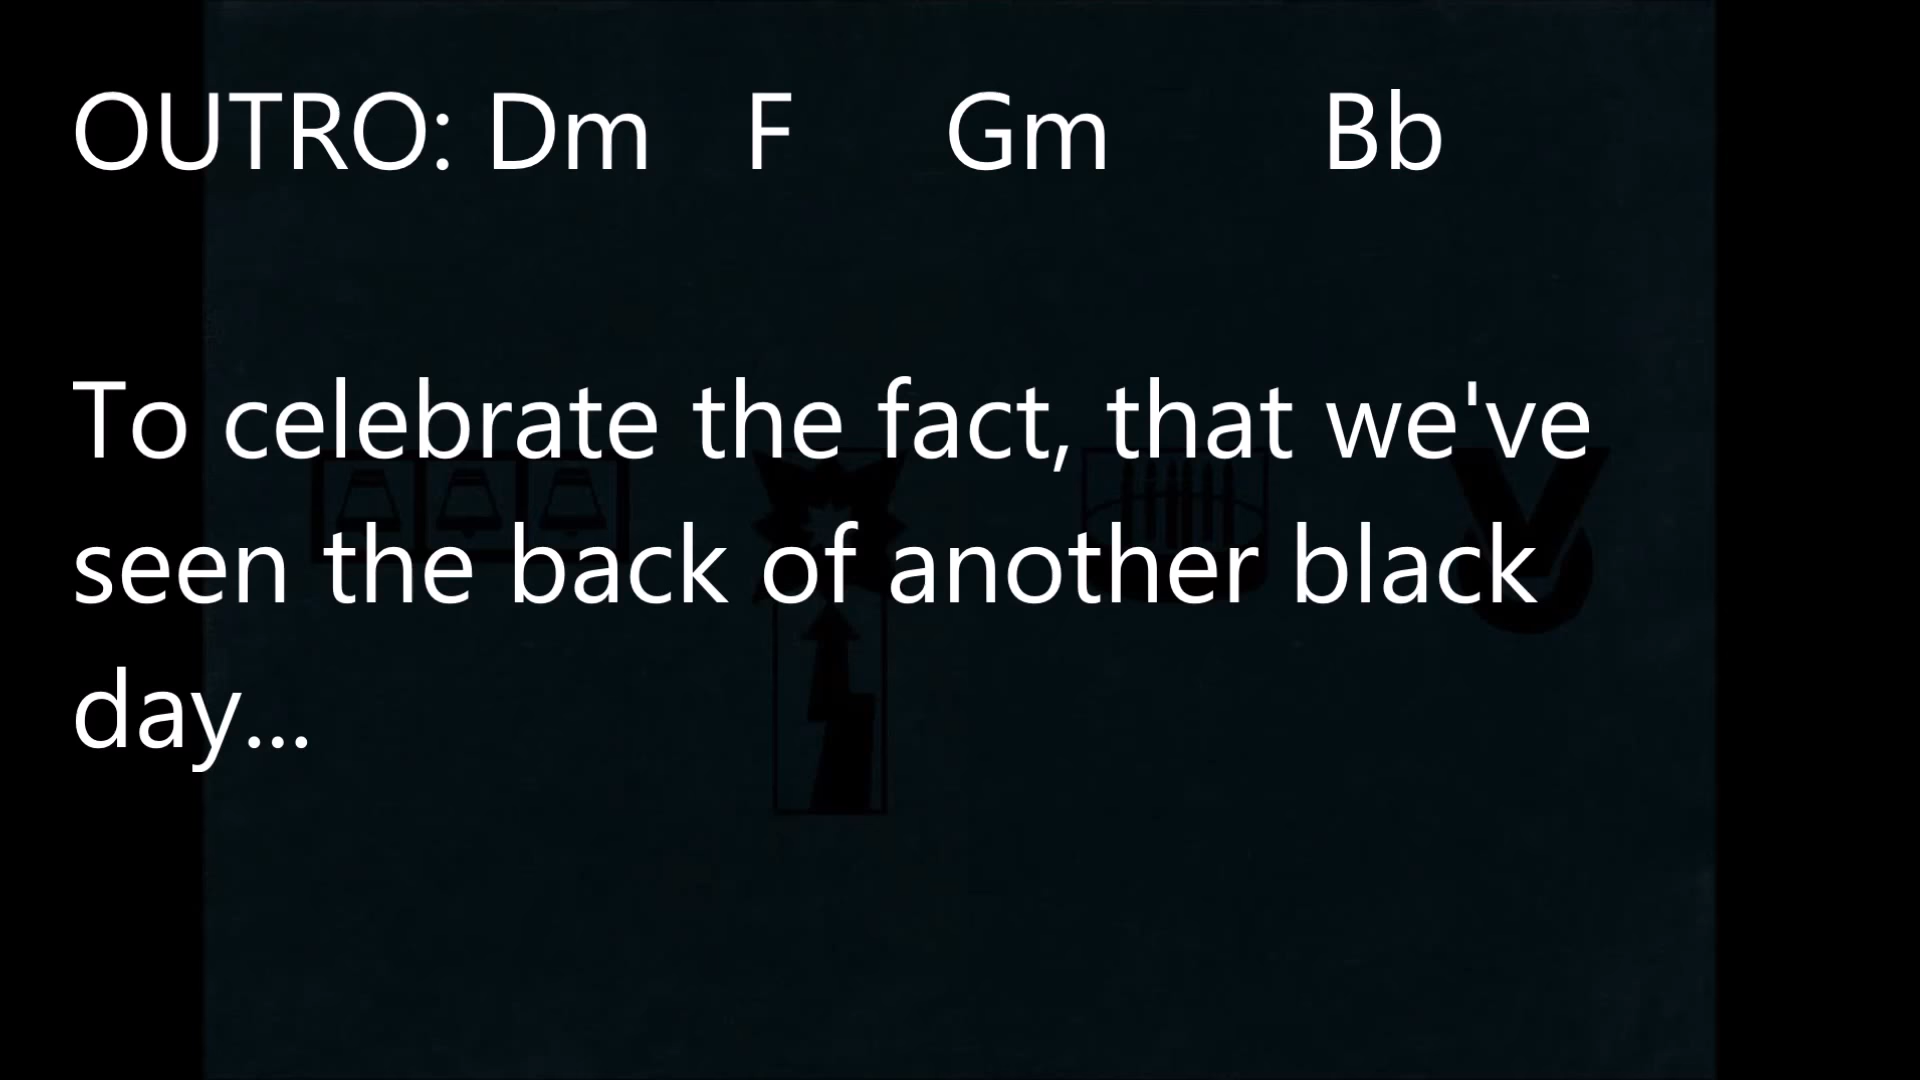 OUTRO: Dm F Gm Bb
To celebrate the fact, that we've
seen the back of another black
day...